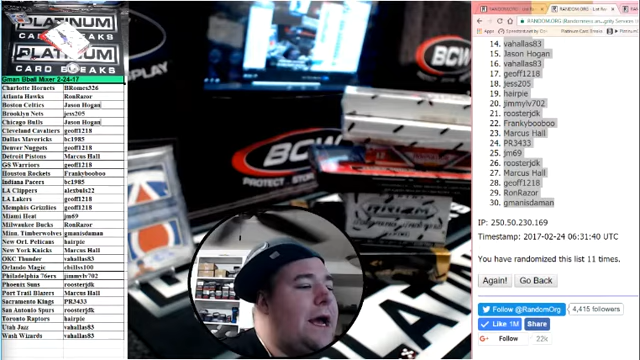 PLATINUM
CARD BREAKS
Gman Bball Mixer 2-24-17
Charlotte Hornets BRomes326
Atlanta Hawks RonRazor
Boston Celtics Jason Hogan
Brooklyn Nets jess205
Chicago Bulls Jason Hogan
Cleveland Cavaliers geoff1218
Dallas Mavericks bc1985
Denver Nuggets geoff1218
Detroit Pistons Marcus Hall
GS Warriors geoff1218
Houston Rockets Frankybooboo
Indiana Pacers bc1985
LA Clippers alexbuls22
LA Lakers geoff1218
Memphis Grizzlies geoff1218
Miami Heat jm69
Milwaukee Bucks RonRazor
Minn. Timberwolves gmanisdaman
New Orl. Pelicans hairpie
New York Knicks Marcus Hall
OKC Thunder vahallas83
Orlando Magic chillss100
Philadelphia 76ers jimmylv702
Phoenix Suns roosterjdk
Port Trail Blazers Marcus Hall
Sacramento Kings PR3433
San Antonio Spurs roosterjdk
Toronto Raptors hairpie
Utah Jazz vahallas83
Wash Wizards vahallas83
BCW
BCW
PROTECT. STORE.
14. vahallas83
15. Jason Hogan
16. vahallas83
17. geoff1218
18. jess205
19. hairpie
20. jimmylv702
21. roosterjdk
22. Frankybooboo
23. Marcus Hall
24. PR3433
25. jm69
26. roosterjdk
27. Marcus Hall
28. geoff1218
29. RonRazor
30. gmanisdaman
IP: 250.50.230.169
Timestamp: 2017-02-24 06:31:40 UTC
You have randomized this list 11 times.
Again! Go Back
Follow @RandomOrg 4,415 followers
Like 1M Share
Follow 22k